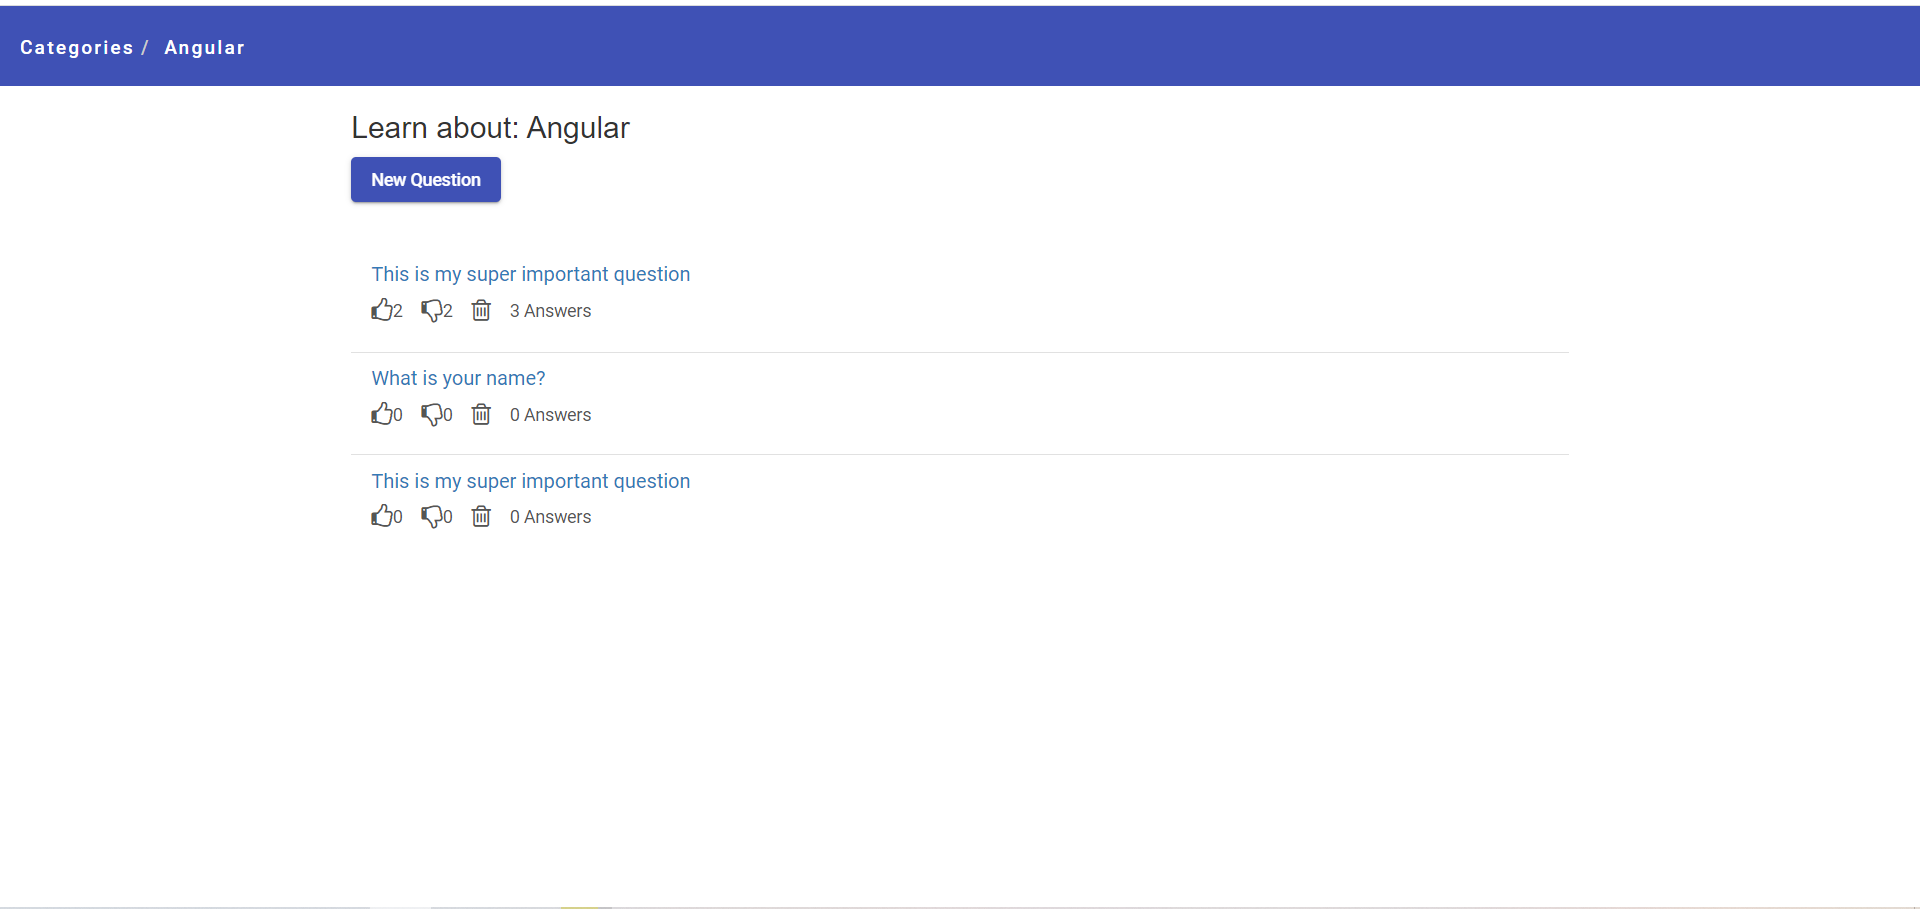 Categories / Angular
Learn about: Angular
New Question
This is my super important question
2 2 3 Answers
What is your name?
0 0 0 Answers
This is my super important question
0 0 0 Answers